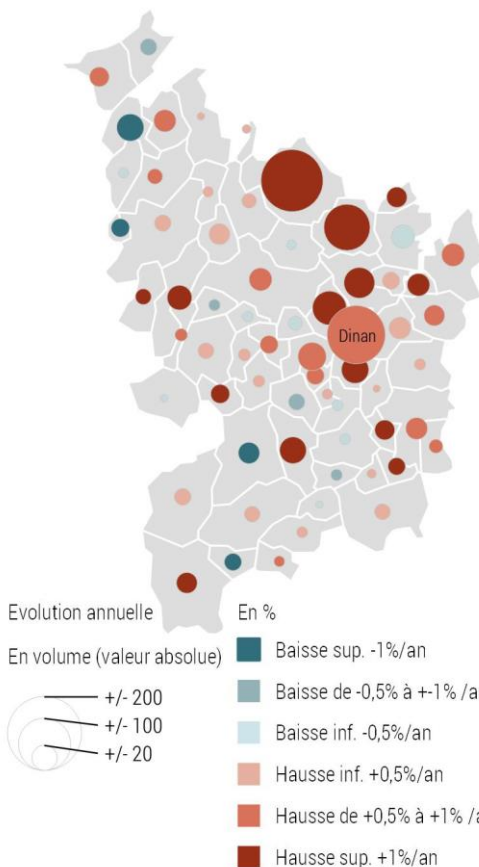 Dinan
Evolution annuelle
En volume (valeur absolue)
+/- 200
+/- 100
+/- 20
En %
Baisse sup. -1%/an
Baisse de -0,5% à +-1% /a
Baisse inf. -0,5%/an
Hausse inf. +0,5%/an
Hausse de +0,5% à +1% /a
Hausse sup. +1%/an